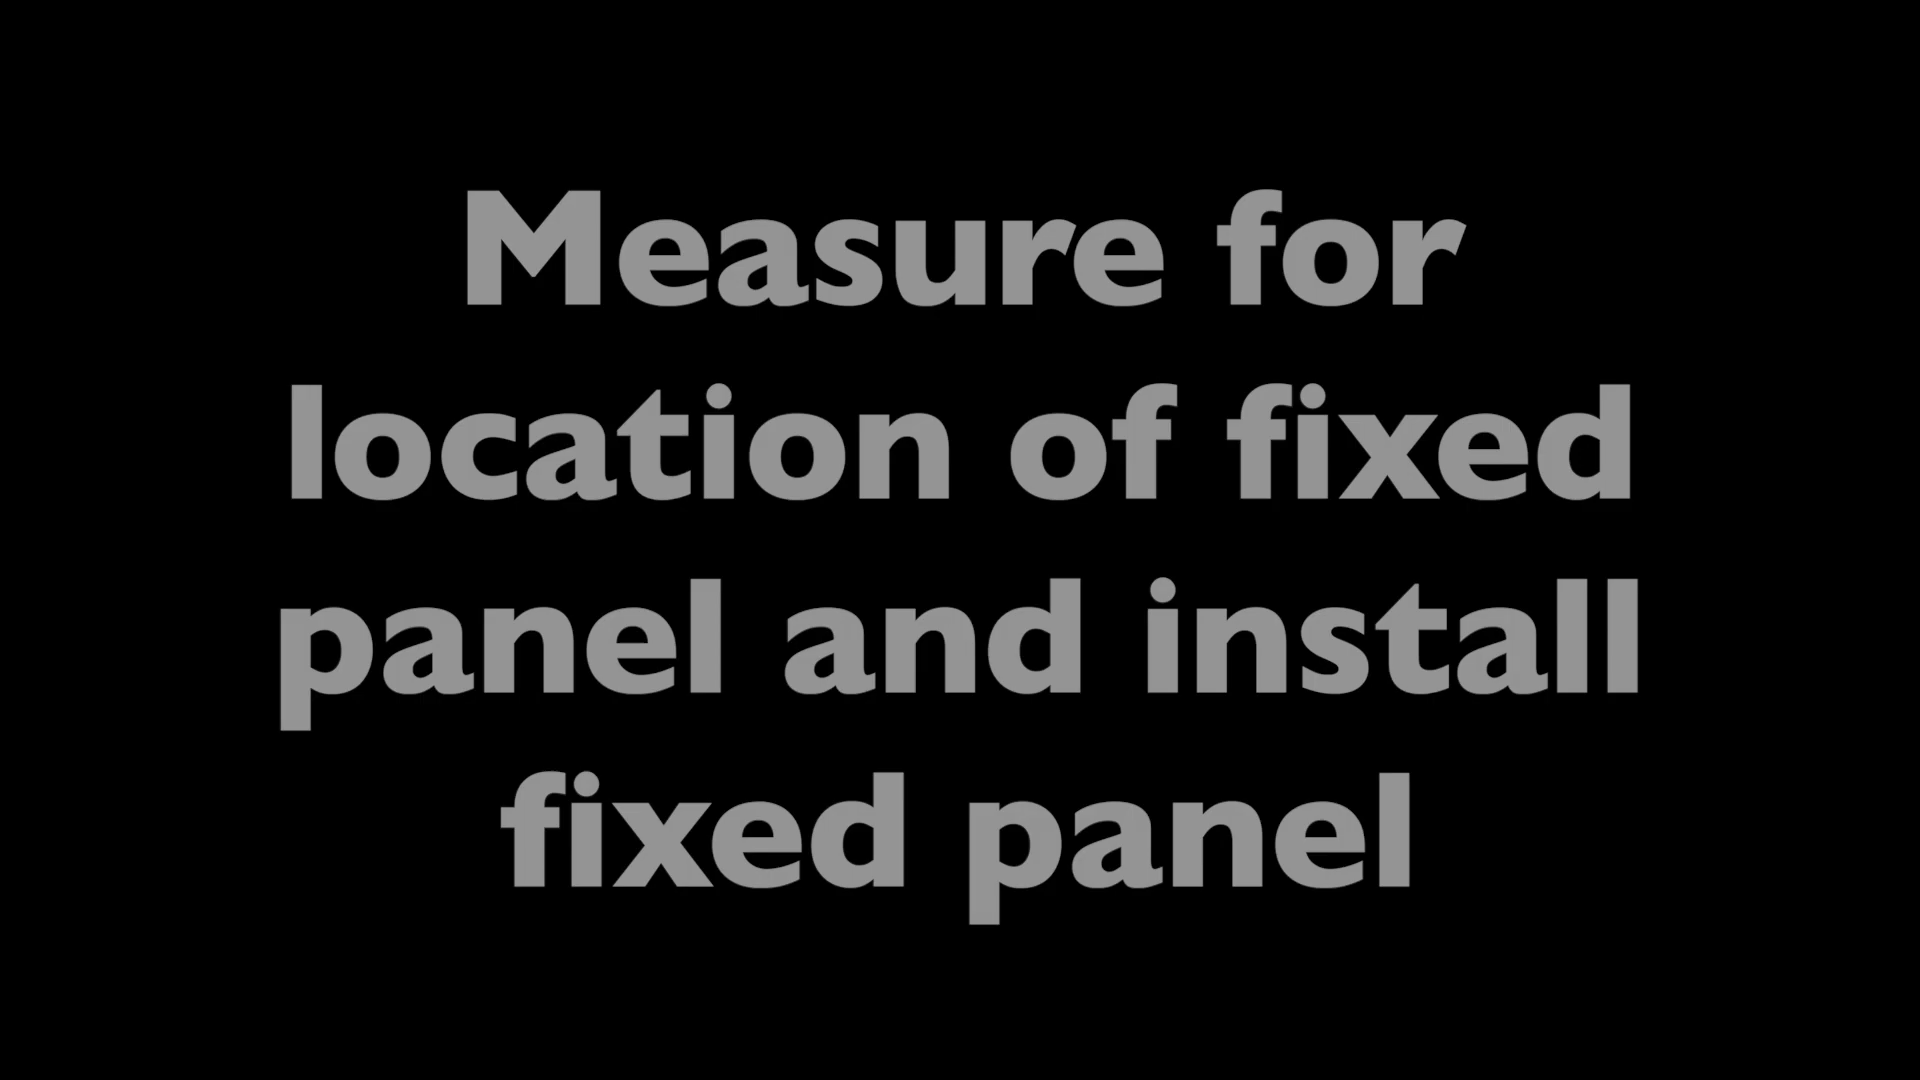 Measure for
location of fixed
panel and install
fixed panel